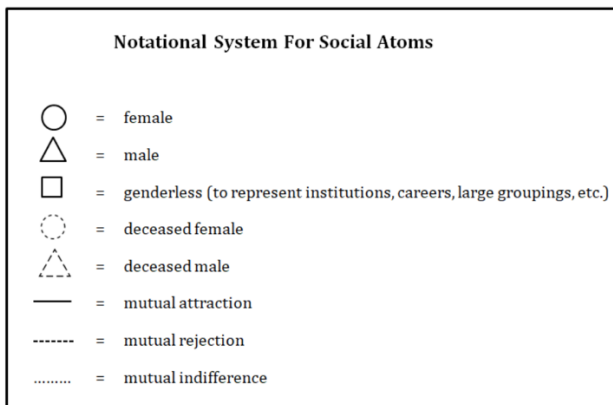 Notational System For Social Atoms
= female
= male
= genderless (to represent institutions, careers, large groupings, etc.)
= deceased female
= deceased male
= mutual attraction
= mutual rejection
= mutual indifference